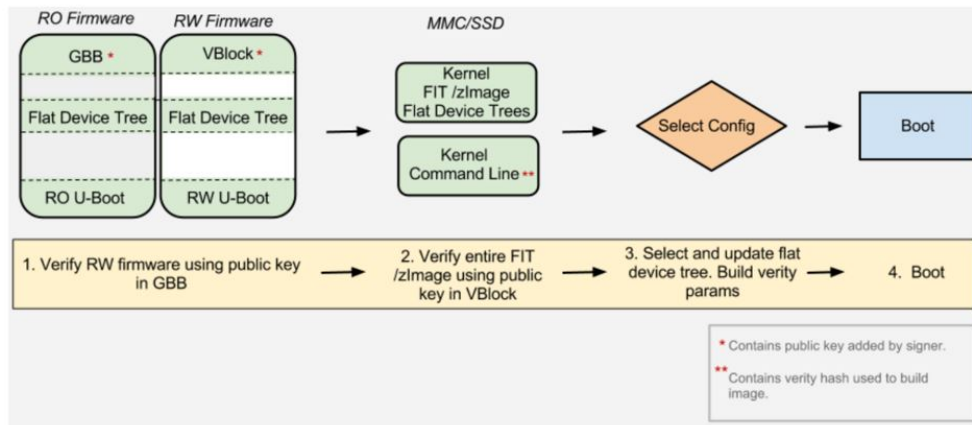 RO Firmware
RW Firmware
MMC/SSD
GBB *
VBlock *
Flat Device Tree
Flat Device Tree
RO U-Boot
RW U-Boot
Kernel
FIT /zImage
Flat Device Trees
Kernel
Command Line **
Select Config
Boot
1. Verify RW firmware using public key
in GBB
2. Verify entire FIT
/zImage using public
key in VBlock
3. Select and update flat
device tree. Build verity
params
4. Boot
* Contains public key added by signer.
**Contains verity hash used to build
image.